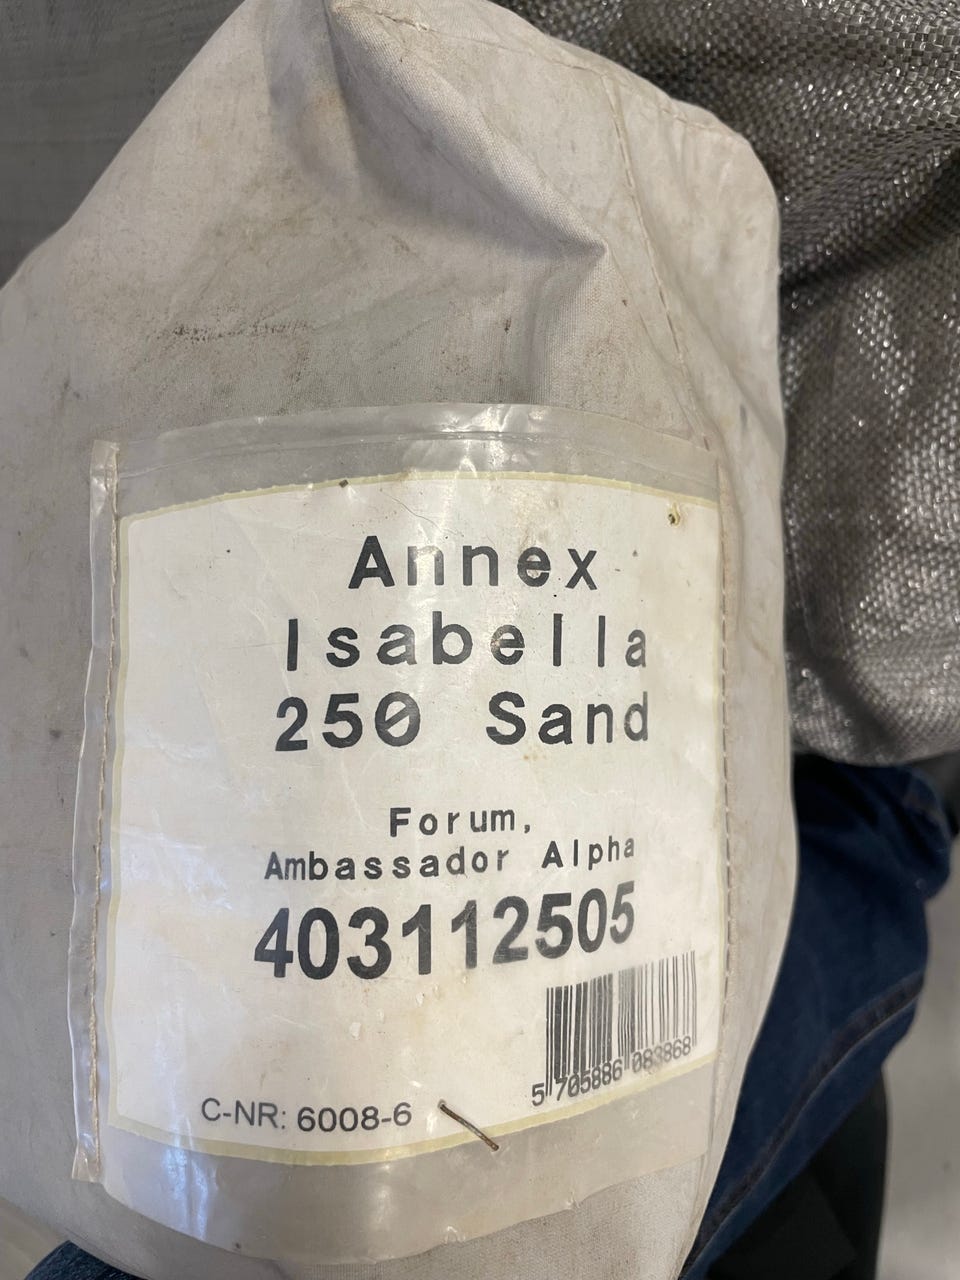 Annex
Isabella
250 Sand
Forum,
Ambassador Alpha
403112505
5 705886 083868
C-NR: 6008-6